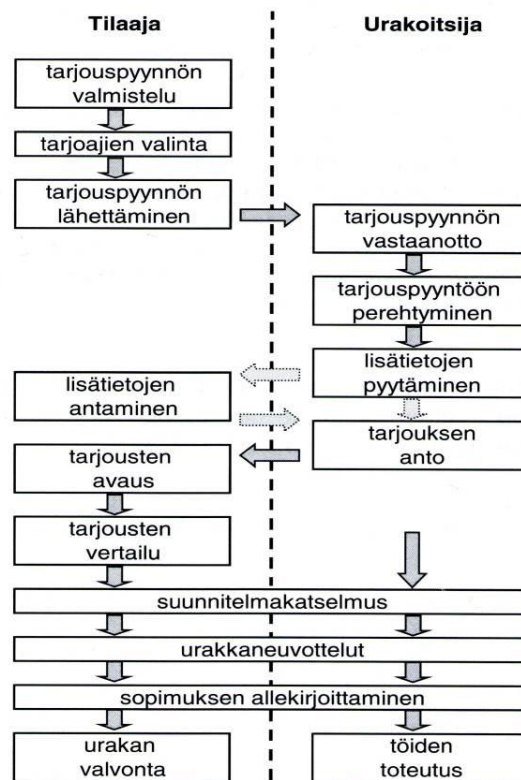 Tilaaja
Urakoitsija
tarjouspyynnön
valmistelu
tarjoajien valinta
tarjouspyynnön
lähettäminen
tarjouspyynnön
vastaanotto
tarjouspyyntöön
perehtyminen
lisätietojen
pyytäminen
lisätietojen
antaminen
tarjouksen
anto
tarjousten
avaus
tarjousten
vertailu
suunnitelmakatselmus
urakkaneuvottelut
sopimuksen allekirjoittaminen
urakan
valvonta
töiden
toteutus